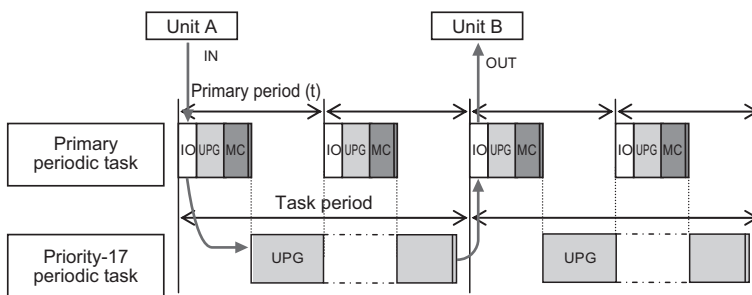 Unit A
Unit B
IN
OUT
Primary period (t)
Primary
periodic task
IO UPG MC
IO UPG MC
IO UPG MC
IO UPG MC
Task period
Priority-17
periodic task
UPG
UPG